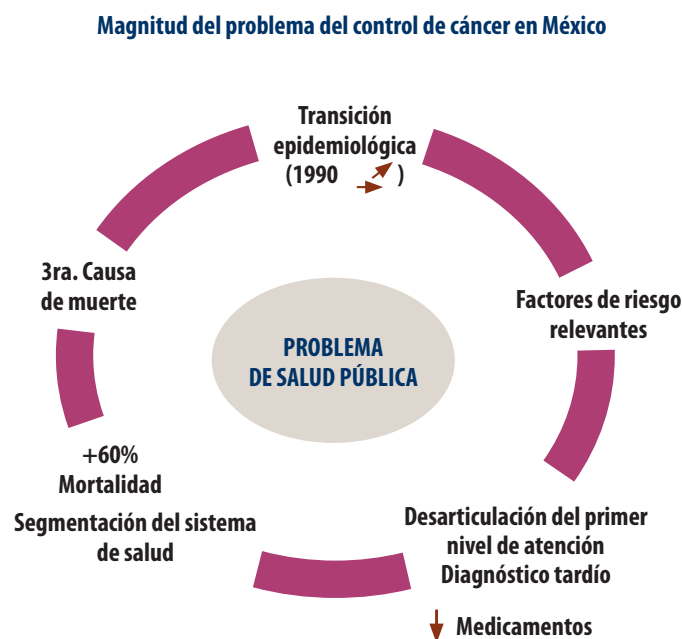 Magnitud del problema del control de cáncer en México
Transición
epidemiológica
(1990 )
Factores de riesgo
relevantes
Desarticulación del primer
nivel de atención
Diagnóstico tardío
Medicamentos
Segmentación del sistema
de salud
+60%
Mortalidad
3ra. Causa
de muerte
PROBLEMA
DE SALUD PÚBLICA